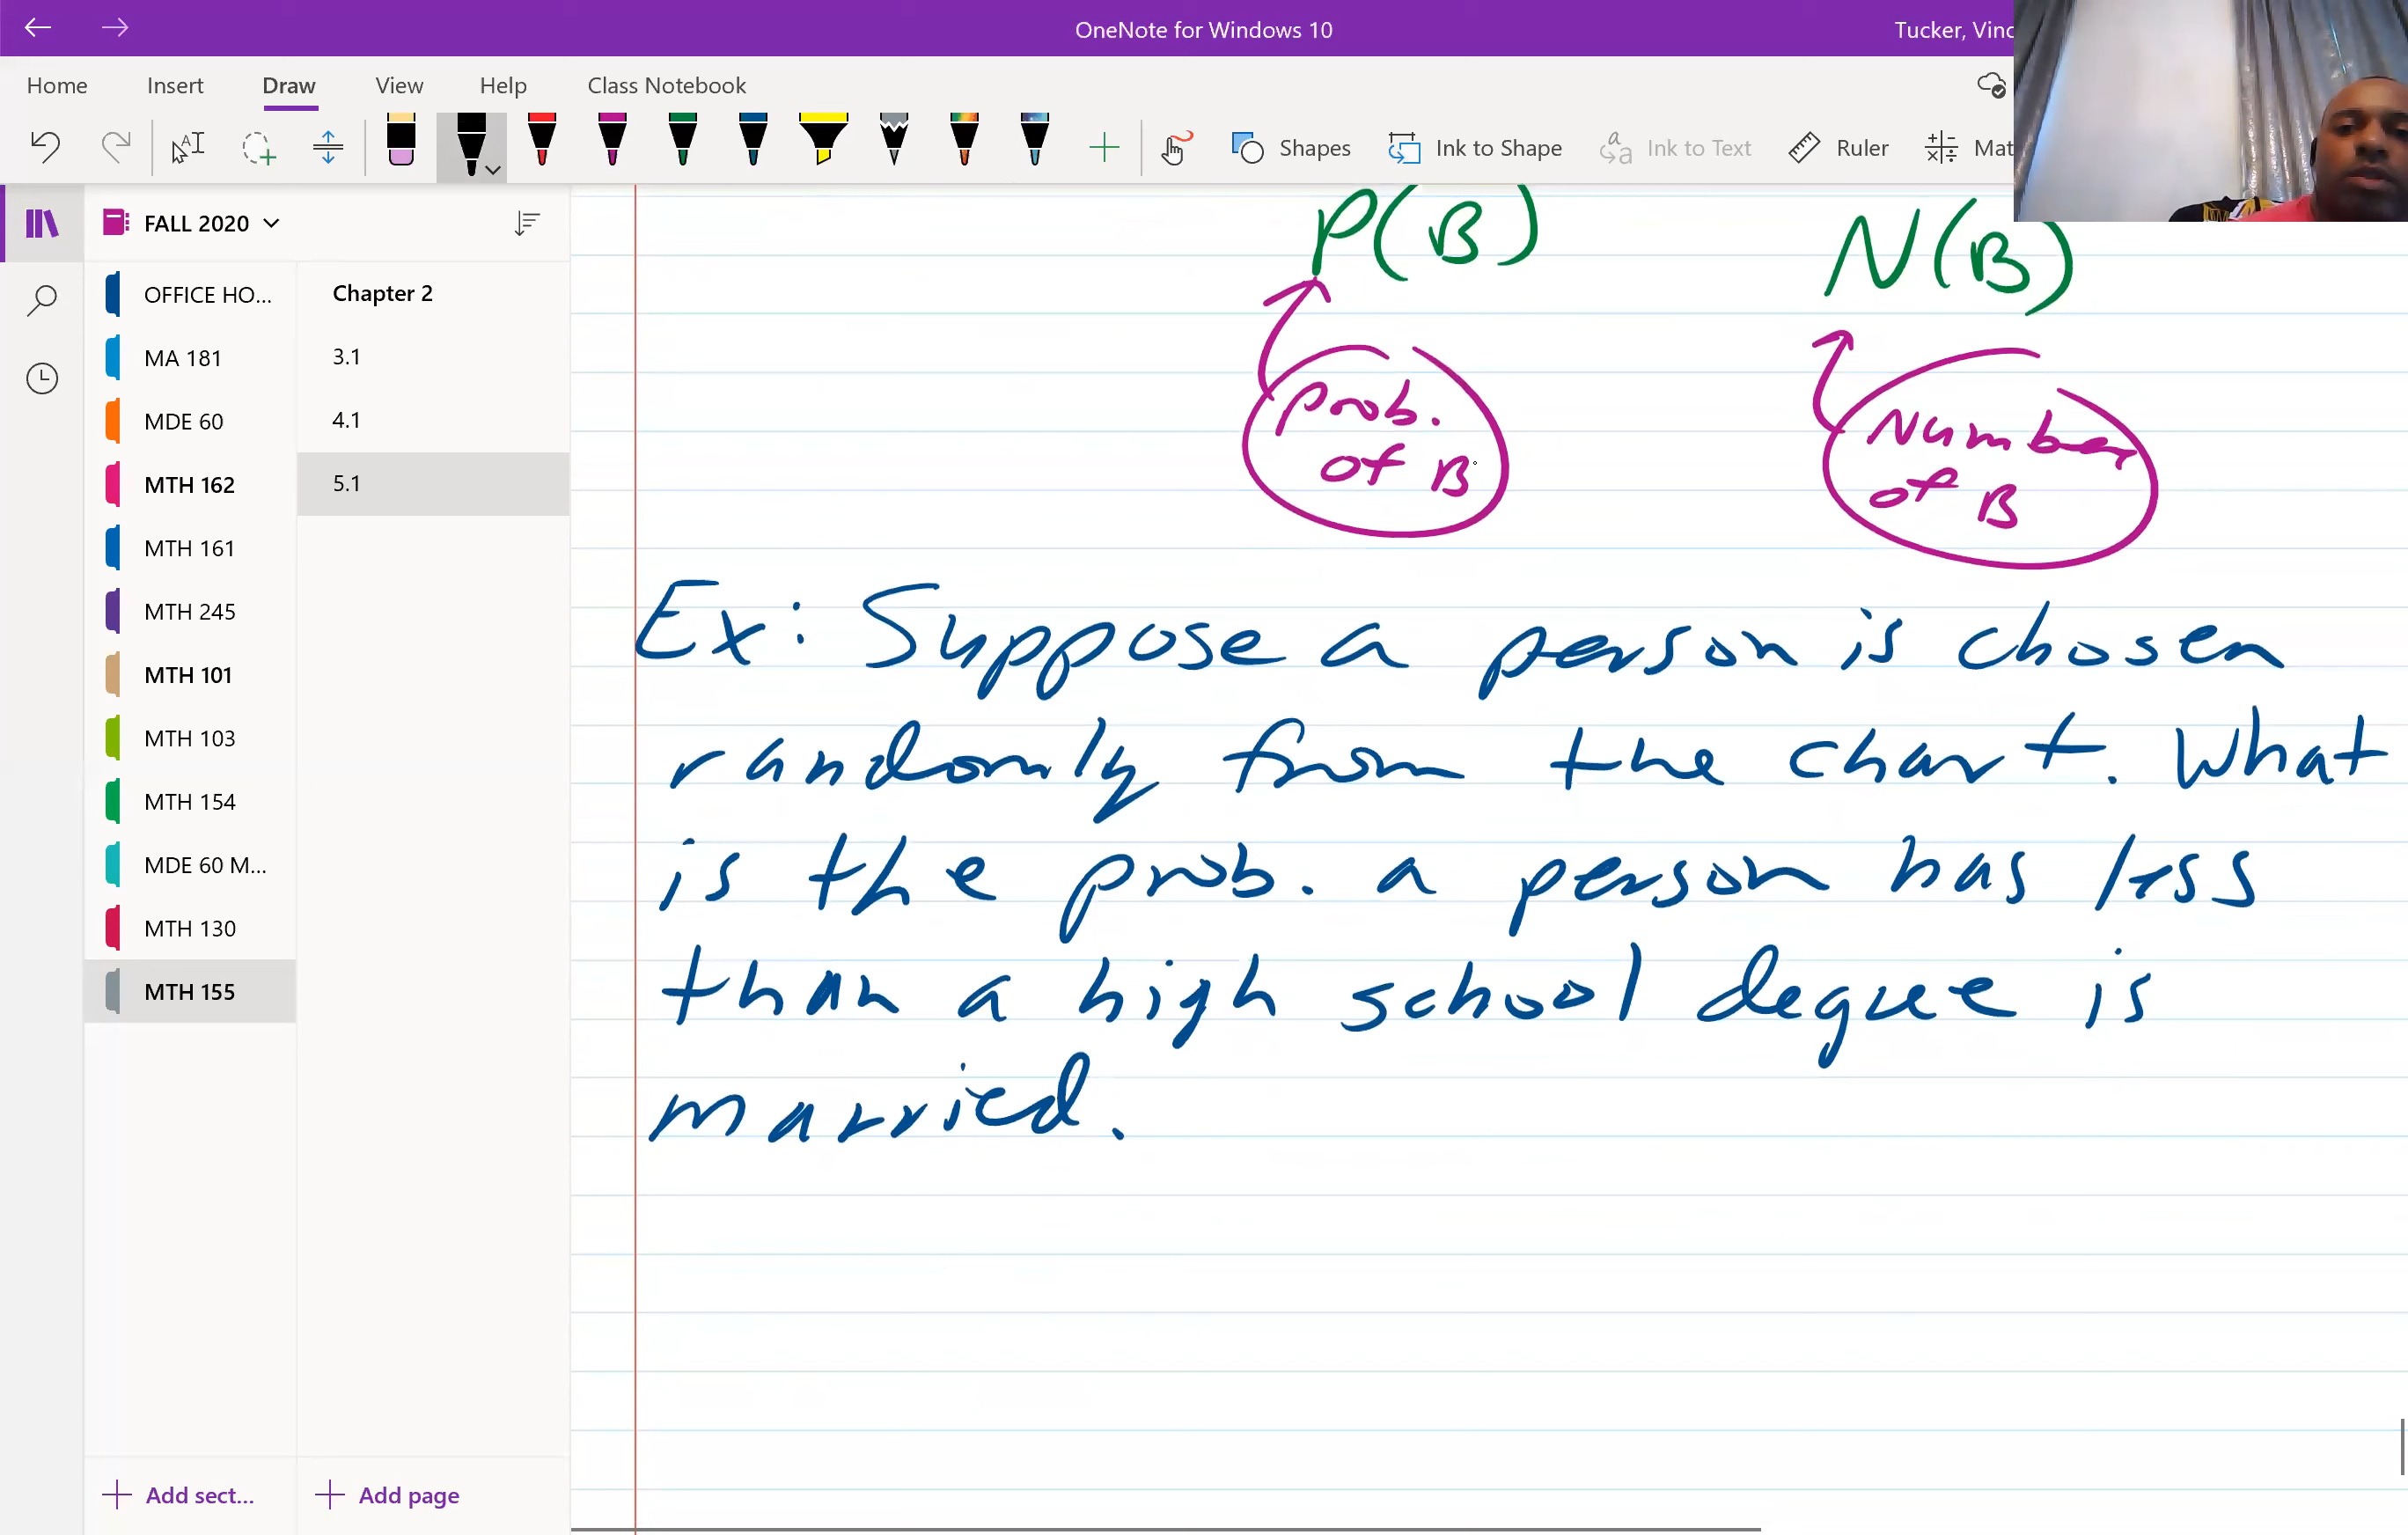 OneNote for Windows 10
Tucker, Vinc
Home Insert Draw View Help Class Notebook
Shapes Ink to Shape Ink to Text Ruler Mat
FALL 2020
OFFICE HO...
MA 181
MDE 60
MTH 162
MTH 161
MTH 245
MTH 101
MTH 103
MTH 154
MDE 60 M...
MTH 130
MTH 155
Add sect...
Chapter 2
3.1
4.1
5.1
Add page
P(B) N(B)
prob. of B
Number of B
Ex: Suppose a person is chosen
randomly from the chart. What
is the prob. a person has less
than a high school degree is
married.